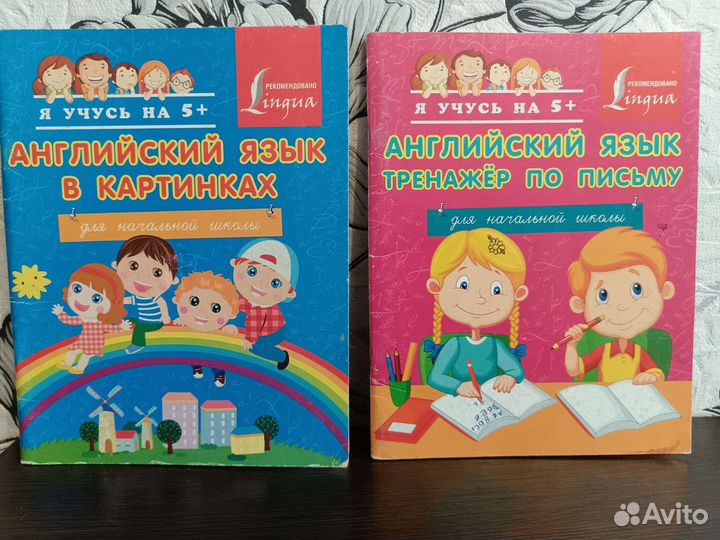 РЕКОМЕНДОВАНО
Lingua
Я УЧУСЬ НА 5+
АНГЛИЙСКИЙ ЯЗЫК
В КАРТИНКАХ
для начальной школы
РЕКОМЕНДОВАНО
Lingua
Я УЧУСЬ НА 5+
АНГЛИЙСКИЙ ЯЗЫК
ТРЕНАЖЁР ПО ПИСЬМУ
для начальной школы
Avito